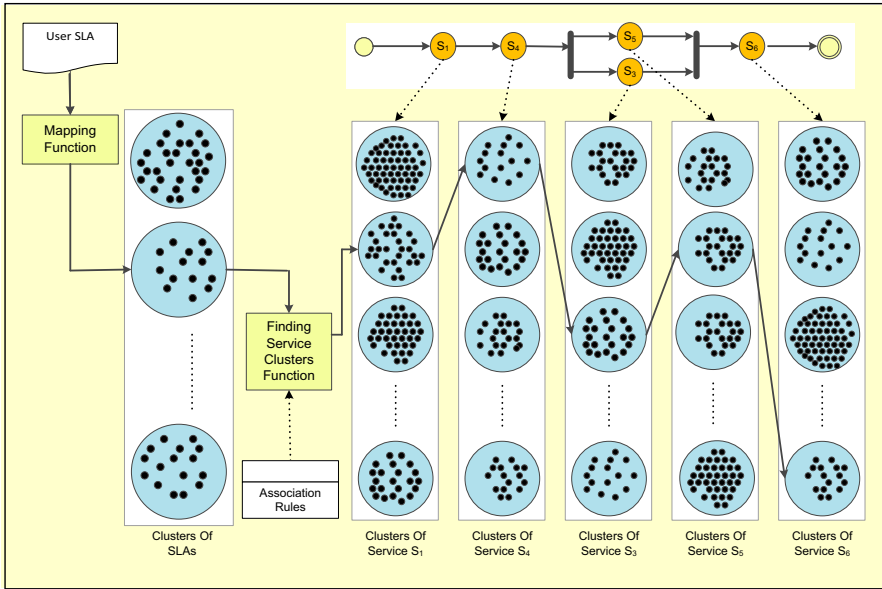 User SLA
Mapping
Function
S1
S4
S5
S3
S6
Finding
Service
Clusters
Function
Association
Rules
Clusters Of
SLAs
Clusters Of
Service S1
Clusters Of
Service S4
Clusters Of
Service S3
Clusters Of
Service S5
Clusters Of
Service S6